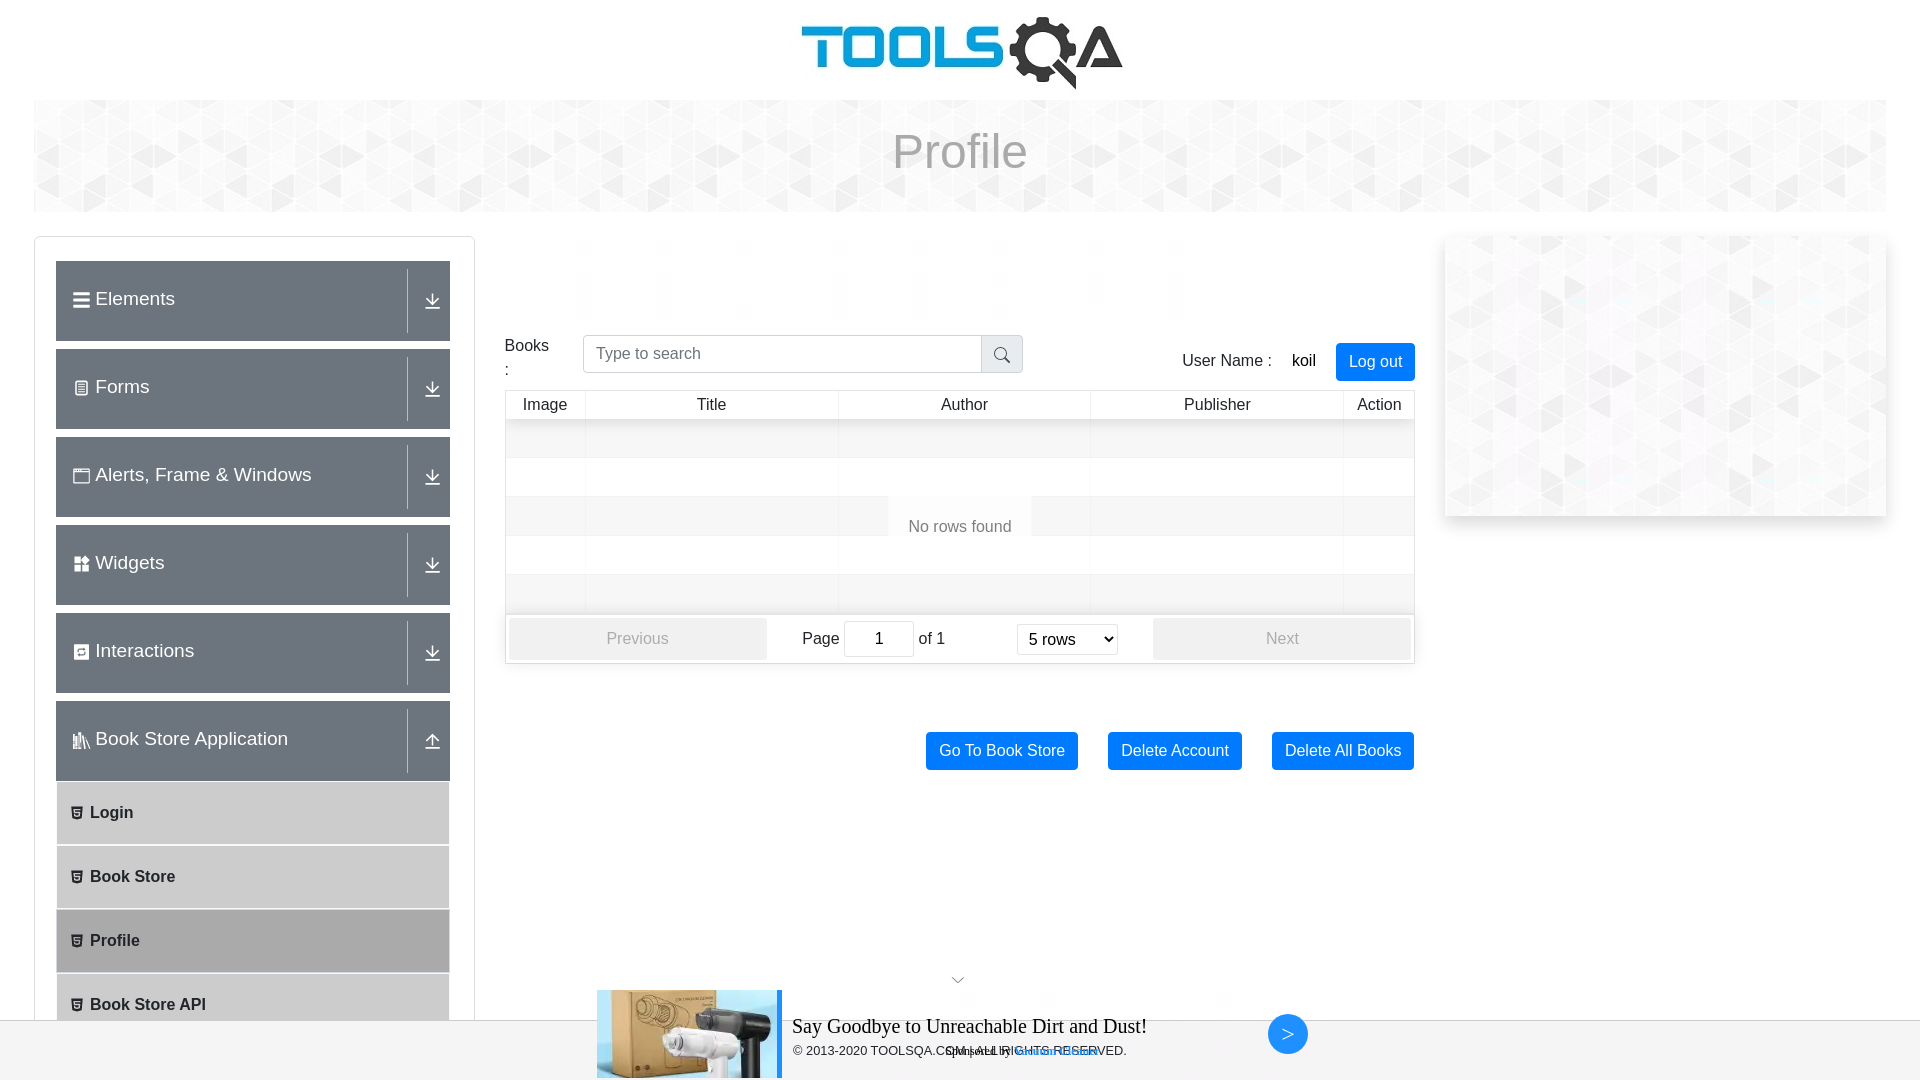 TOOLSQA
Profile
Elements
Forms
Alerts, Frame & Windows
Widgets
Interactions
Book Store Application
Login
Book Store
Profile
Book Store API
Books
:
Type to search
User Name :
koil
Log out
Image
Title
Author
Publisher
Action
No rows found
Previous
Page 1 of 1
5 rows
Next
Go To Book Store
Delete Account
Delete All Books
Say Goodbye to Unreachable Dirt and Dust!
© 2013-2020 TOOLSQA.COM | ALL RIGHTS RESERVED.
Sponsored by
>